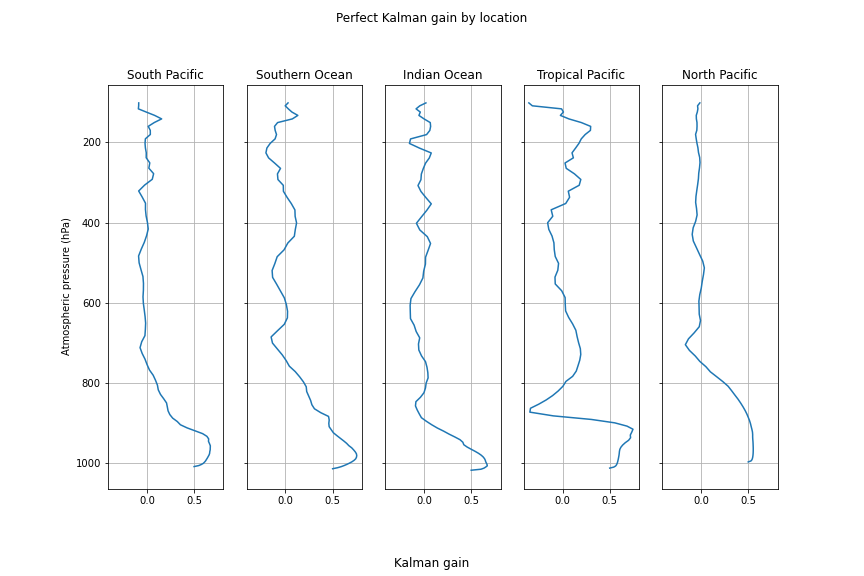 Perfect Kalman gain by location
South Pacific Southern Ocean Indian Ocean Tropical Pacific North Pacific
200
400
600
800
1000
Atmospheric pressure (hPa)
0.0 0.5 0.0 0.5 0.0 0.5 0.0 0.5 0.0 0.5
Kalman gain